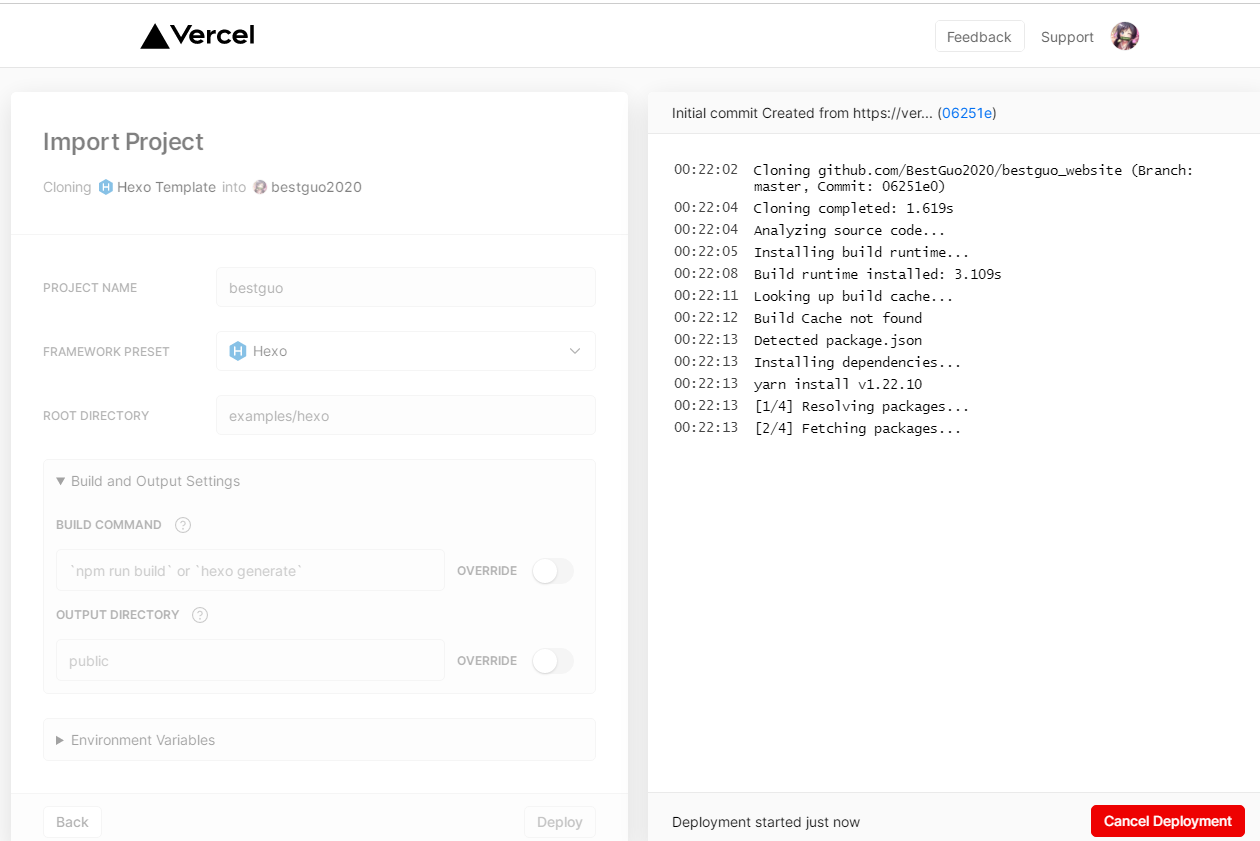 Vercel
Feedback
Support
Import Project
Cloning Hexo Template into bestguo2020
PROJECT NAME
bestguo
FRAMEWORK PRESET
Hexo
ROOT DIRECTORY
examples/hexo
▼ Build and Output Settings
BUILD COMMAND ?
`npm run build` or `hexo generate`
OVERRIDE
OUTPUT DIRECTORY ?
public
OVERRIDE
▶ Environment Variables
Back
Deploy
Initial commit Created from https://ver... (06251e)
00:22:02 Cloning github.com/BestGuo2020/bestguo_website (Branch:
master, Commit: 06251e0)
00:22:04 Cloning completed: 1.619s
00:22:04 Analyzing source code...
00:22:05 Installing build runtime...
00:22:08 Build runtime installed: 3.109s
00:22:11 Looking up build cache...
00:22:12 Build Cache not found
00:22:13 Detected package.json
00:22:13 Installing dependencies...
00:22:13 yarn install v1.22.10
00:22:13 [1/4] Resolving packages...
00:22:13 [2/4] Fetching packages...
Deployment started just now
Cancel Deployment